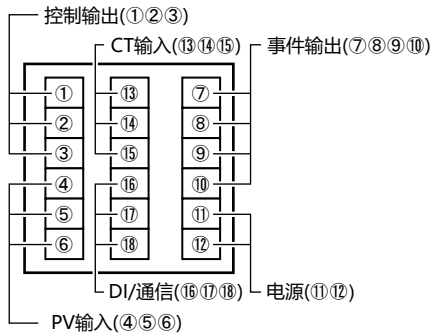 控制输出(①②③)
CT输入(⑬⑭⑮)
事件输出(⑦⑧⑨⑩)
① ⑬ ⑦
② ⑭ ⑧
③ ⑮ ⑨
④ ⑯ ⑩
⑤ ⑰ ⑪
⑥ ⑱ ⑫
DI/通信(⑯⑰⑱)
电源(⑪⑫)
PV输入(④⑤⑥)